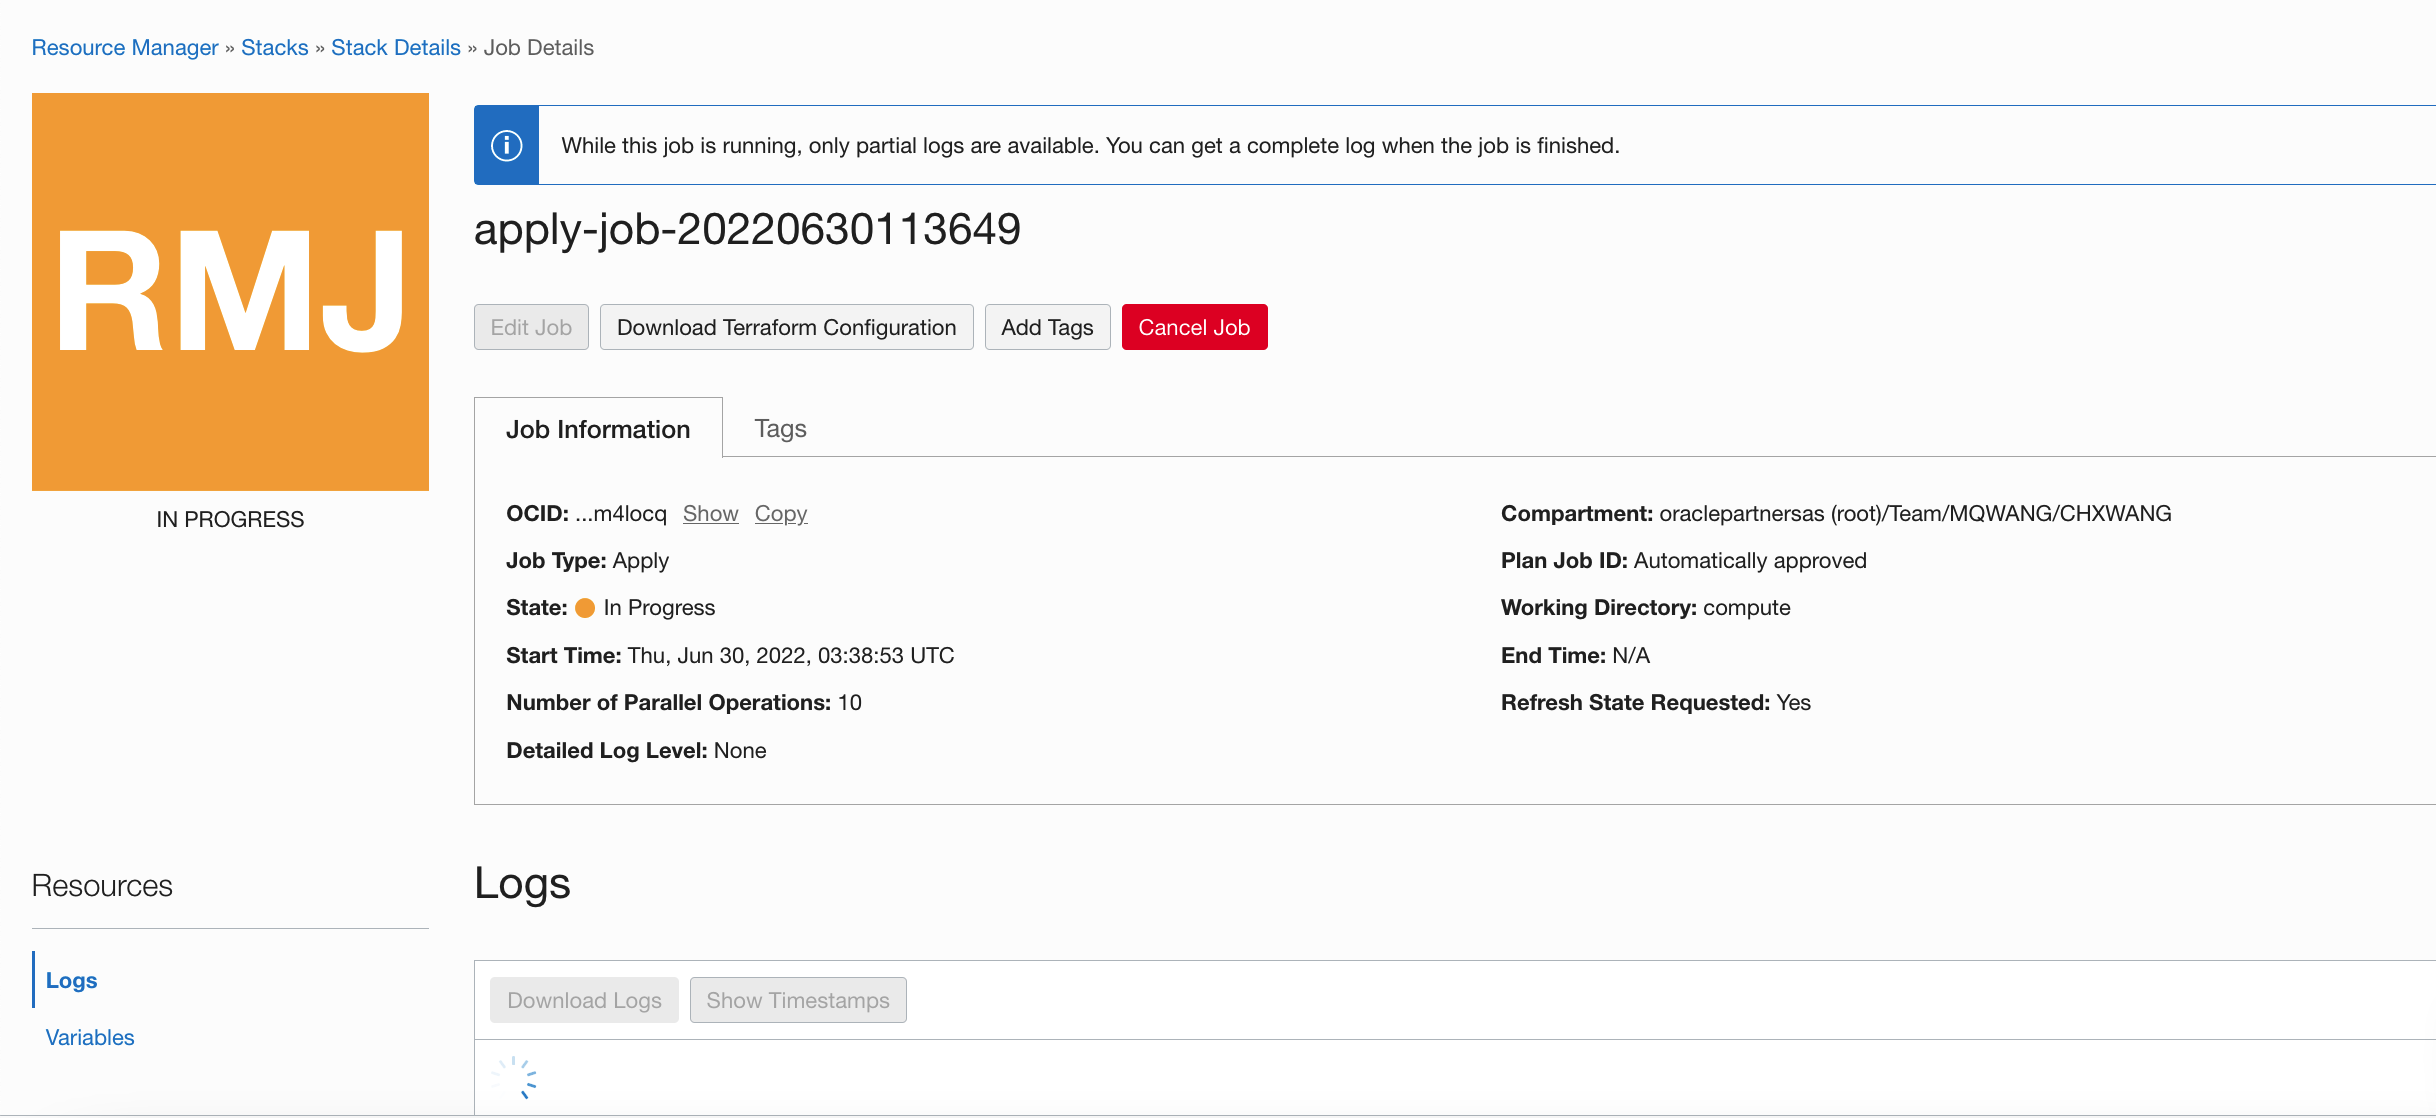 Resource Manager » Stacks » Stack Details » Job Details
RMJ
IN PROGRESS
While this job is running, only partial logs are available. You can get a complete log when the job is finished.
apply-job-20220630113649
Edit Job Download Terraform Configuration Add Tags Cancel Job
Job Information Tags
OCID: ...m4locq Show Copy
Job Type: Apply
State: In Progress
Start Time: Thu, Jun 30, 2022, 03:38:53 UTC
Number of Parallel Operations: 10
Detailed Log Level: None
Compartment: oraclepartnersas (root)/Team/MQWANG/CHXWANG
Plan Job ID: Automatically approved
Working Directory: compute
End Time: N/A
Refresh State Requested: Yes
Resources
Logs
Variables
Logs
Download Logs Show Timestamps